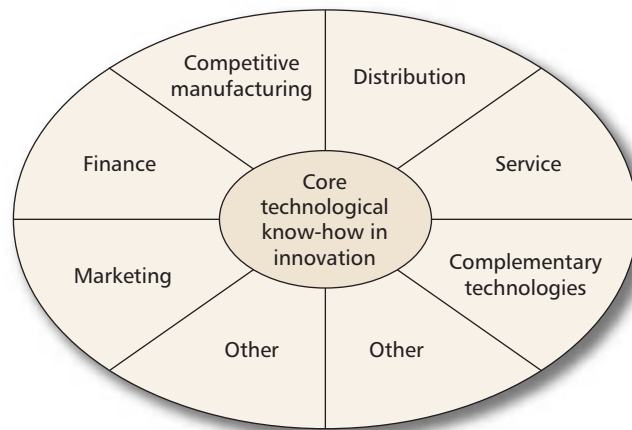 Competitive
manufacturing
Distribution
Finance
Service
Core
technological
know-how in
innovation
Marketing
Complementary
technologies
Other
Other